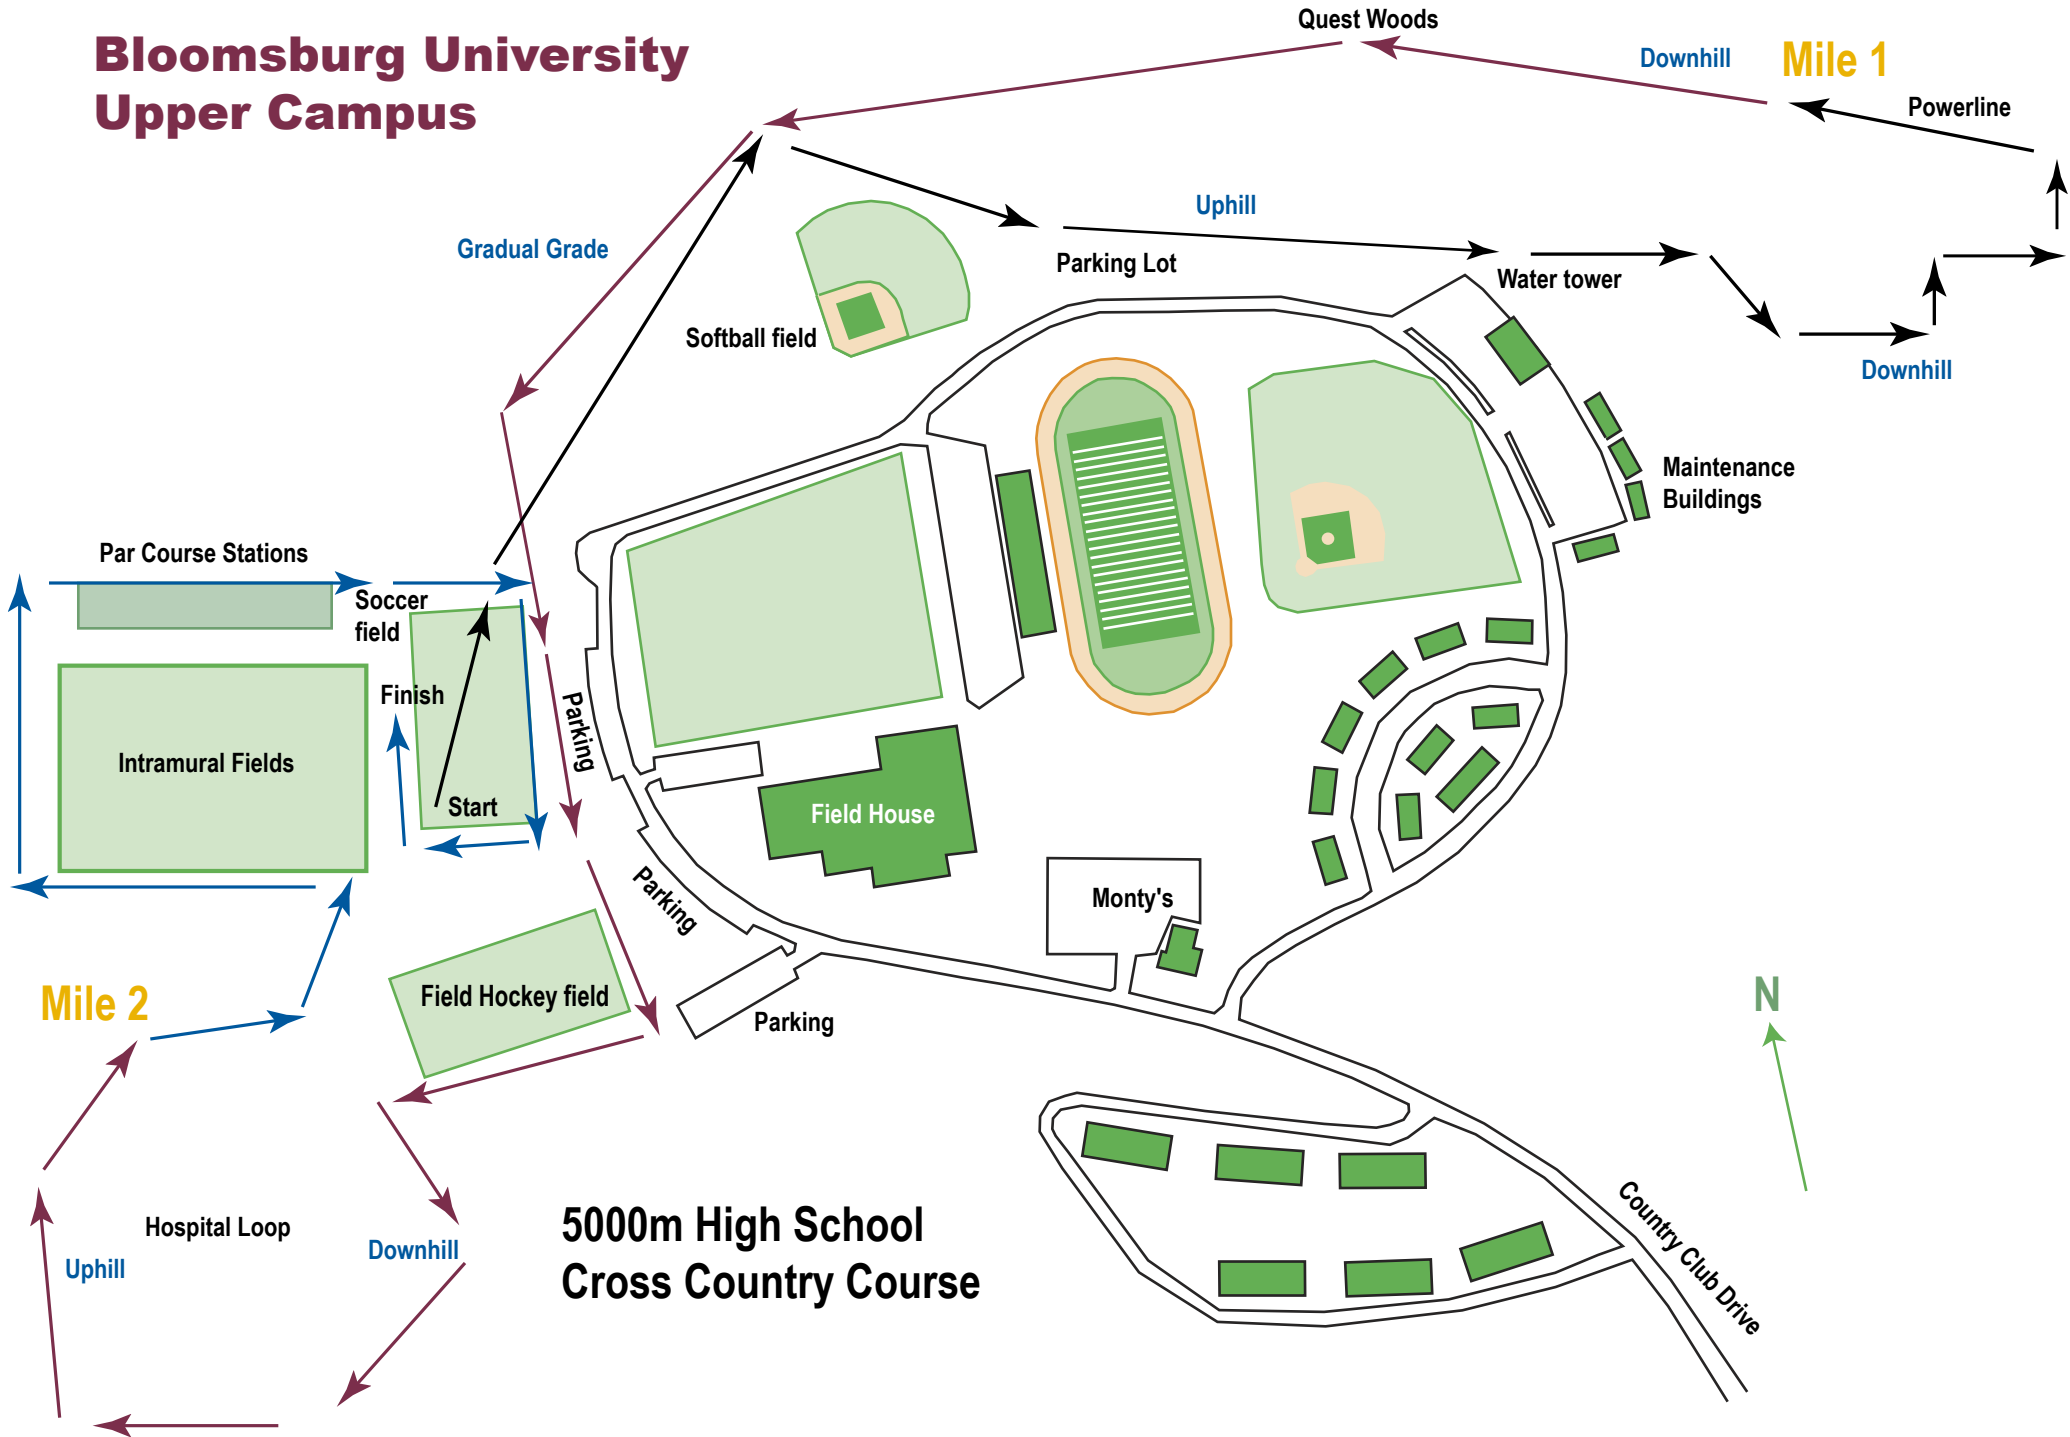 Bloomsburg University
Upper Campus
Quest Woods
Downhill
Mile 1
Powerline
Uphill
Gradual Grade
Parking Lot
Water tower
Softball field
Downhill
Maintenance
Buildings
Par Course Stations
Soccer
field
Finish
Parking
Intramural Fields
Start
Field House
Parking
Monty's
Mile 2
Field Hockey field
Parking
N
Hospital Loop
Downhill
Uphill
5000m High School
Cross Country Course
Country Club Drive